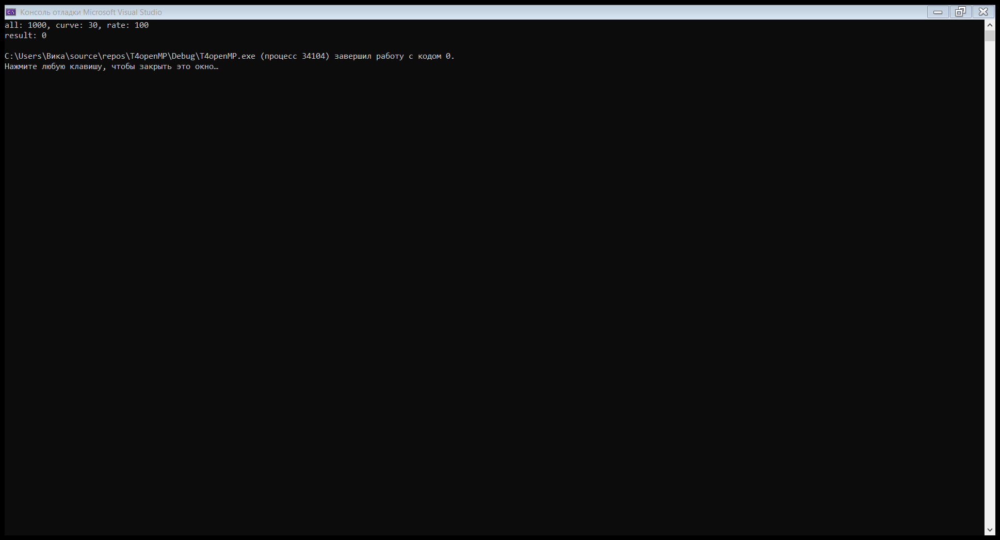 Консоль отладки Microsoft Visual Studio
all: 1000, curve: 30, rate: 100
result: 0
C:\Users\Вика\source\repos\T4openMP\Debug\T4openMP.exe (процесс 34104) завершил работу с кодом 0.
Нажмите любую клавишу, чтобы закрыть это окно…